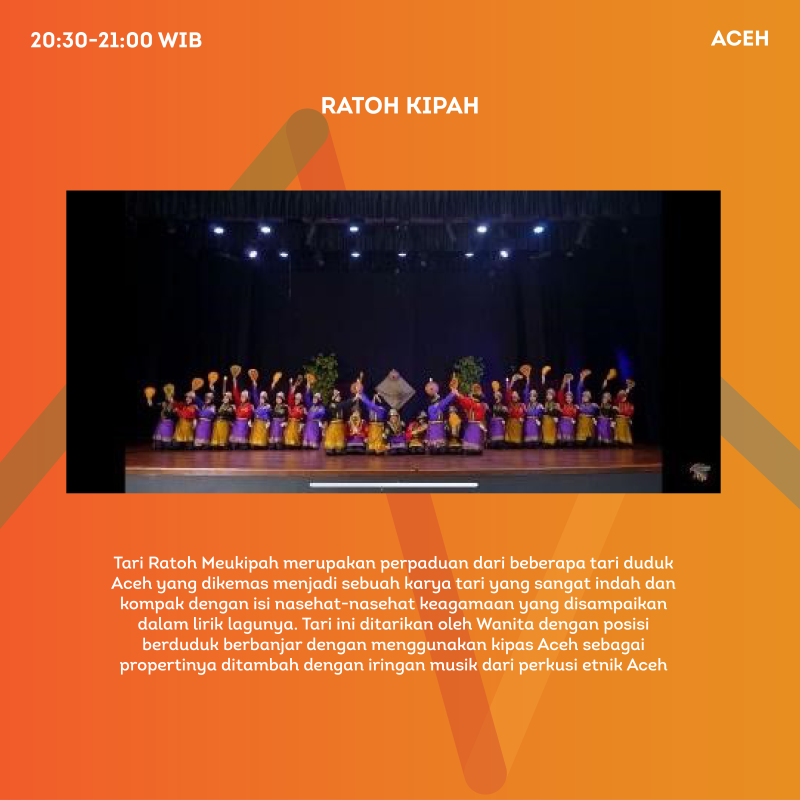 20:30-21:00 WIB
ACEH
RATOH KIPAH
Tari Ratoh Meukipah merupakan perpaduan dari beberapa tari duduk
Aceh yang dikemas menjadi sebuah karya tari yang sangat indah dan
kompak dengan isi nasehat-nasehat keagamaan yang disampaikan
dalam lirik lagunya. Tari ini ditarikan oleh Wanita dengan posisi
berduduk berbanjar dengan menggunakan kipas Aceh sebagai
propertinya ditambah dengan iringan musik dari perkusi etnik Aceh